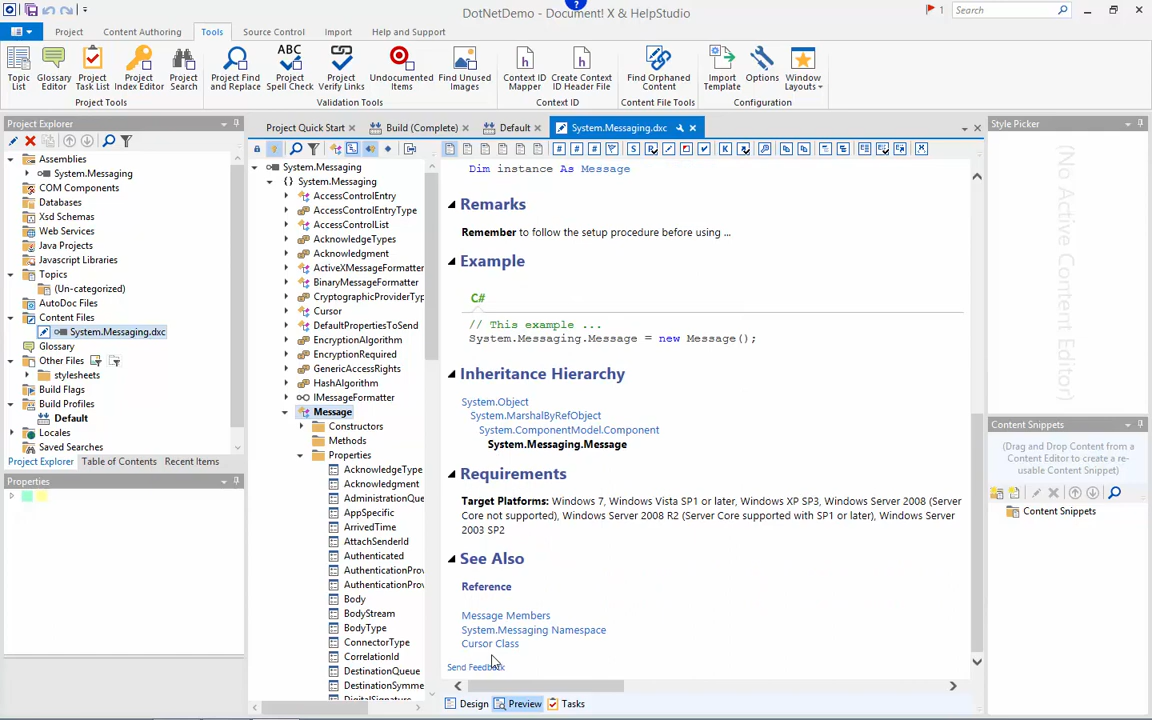 DotNetDemo - Document! X & HelpStudio
?
1
Search
Project
Content Authoring
Tools
Source Control
Import
Help and Support
Topic List
Glossary Editor
Project Task List
Project Index Editor
Project Search
Project Find and Replace
ABC
Project Spell Check
Project Verify Links
Undocumented Items
Find Unused Images
Context ID Mapper
Create Context ID Header File
Find Orphaned Content
Import Template
Options
Window Layouts
Project Tools
Validation Tools
Context ID
Content File Tools
Configuration
Project Explorer
Assemblies
System.Messaging
COM Components
Databases
Xsd Schemas
Web Services
Java Projects
Javascript Libraries
Topics
(Un-categorized)
AutoDoc Files
Content Files
System.Messaging.dxc
Glossary
Other Files
stylesheets
Build Flags
Build Profiles
Default
Locales
Saved Searches
Project Explorer
Table of Contents
Recent Items
Properties
Project Quick Start
Build (Complete)
Default
System.Messaging.dxc
System.Messaging
System.Messaging
AccessControlEntry
AccessControlEntryType
AccessControlList
AcknowledgeTypes
Acknowledgment
ActiveXMessageFormatter
BinaryMessageFormatter
CryptographicProviderTyp
Cursor
DefaultPropertiesToSend
EncryptionAlgorithm
EncryptionRequired
GenericAccessRights
HashAlgorithm
IMessageFormatter
Message
Constructors
Methods
Properties
AcknowledgeType
Acknowledgment
AdministrationQue
AppSpecific
ArrivedTime
AttachSenderId
Authenticated
AuthenticationProv
AuthenticationProv
Body
BodyStream
BodyType
ConnectorType
CorrelationId
DestinationQueue
DestinationSymme
DigitalSignature
Dim instance As Message
Remarks
Remember to follow the setup procedure before using ...
Example
C#
// This example ...
System.Messaging.Message = new Message();
Inheritance Hierarchy
System.Object
System.MarshalByRefObject
System.ComponentModel.Component
System.Messaging.Message
Requirements
Target Platforms: Windows 7, Windows Vista SP1 or later, Windows XP SP3, Windows Server 2008 (Server
Core not supported), Windows Server 2008 R2 (Server Core supported with SP1 or later), Windows Server
2003 SP2
See Also
Reference
Message Members
System.Messaging Namespace
Cursor Class
Send Feedback
Design
Preview
Tasks
Style Picker
(No Active Content Editor)
Content Snippets
(Drag and Drop Content from a
Content Editor to create a re-
usable Content Snippet)
Content Snippets